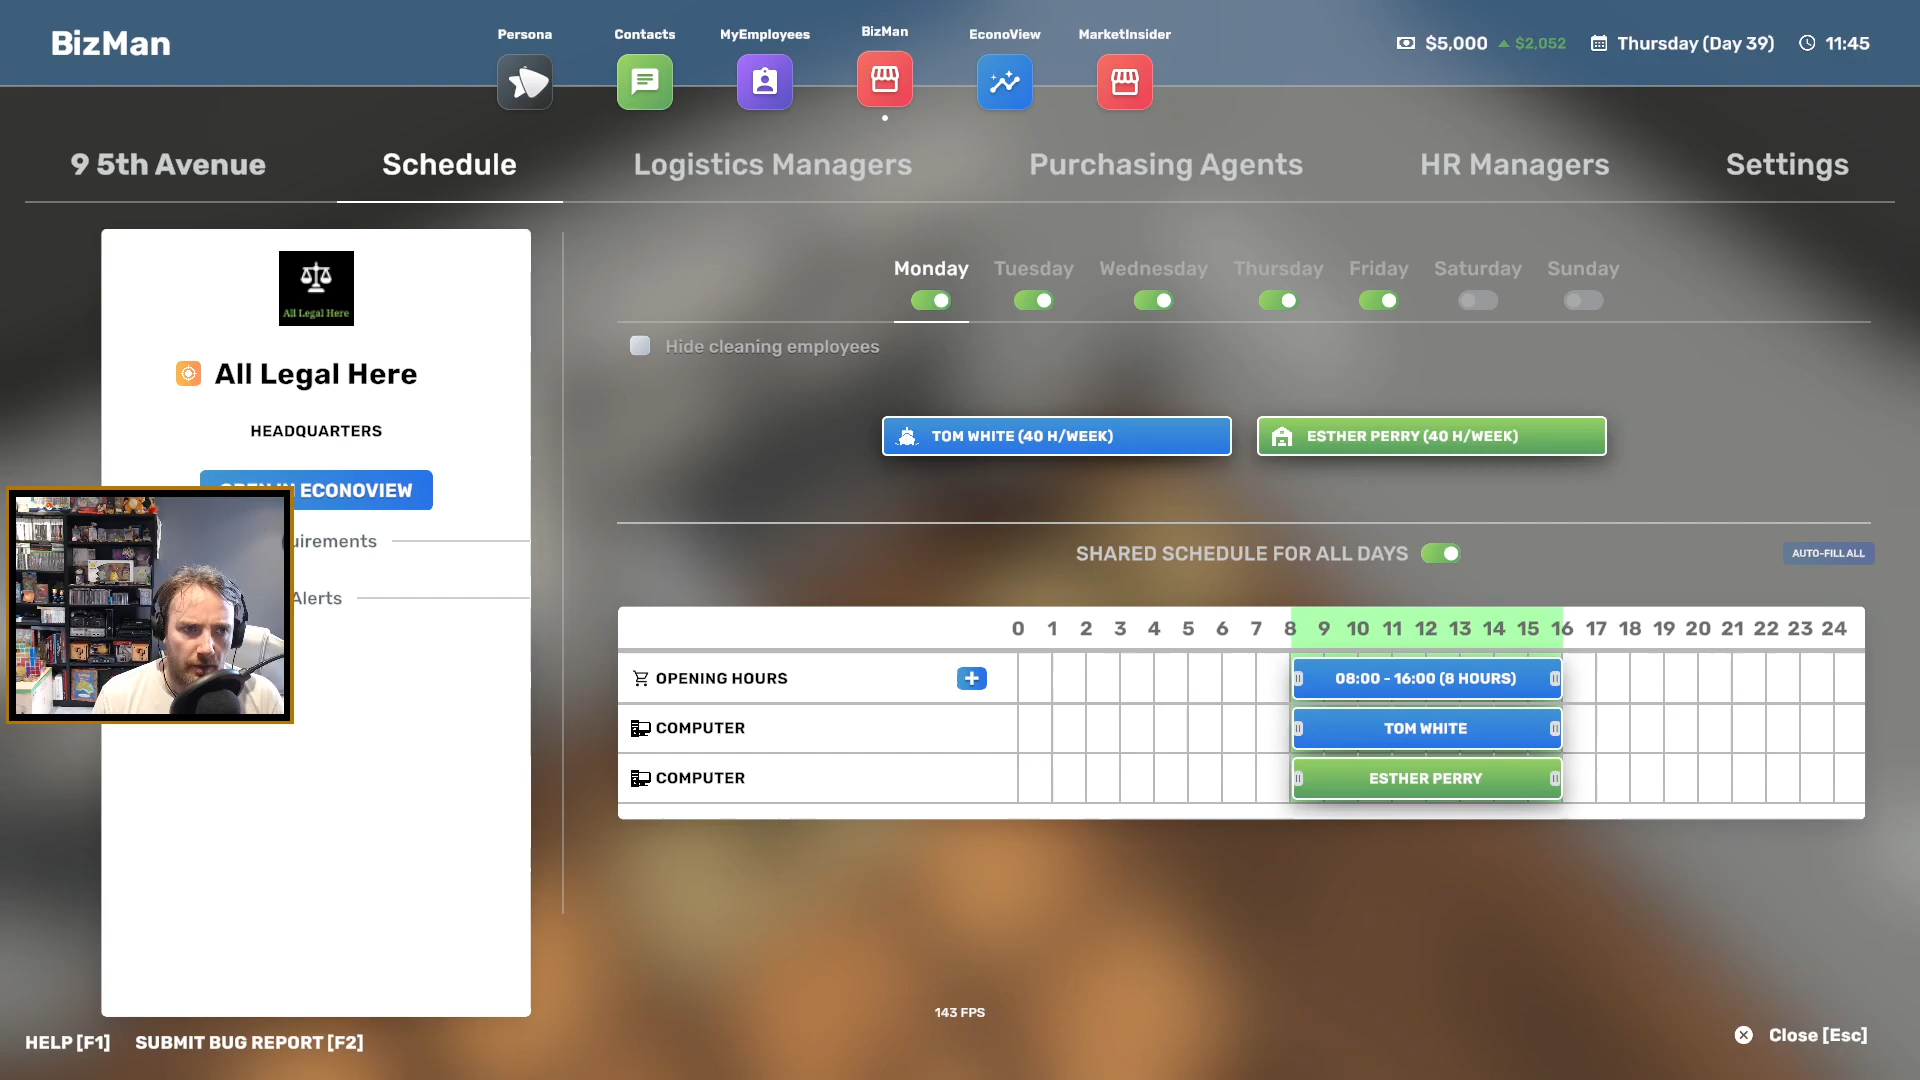 BizMan
Persona
Contacts
MyEmployees
BizMan
EconoView
MarketInsider
$5,000
$2,052
Thursday (Day 39)
11:45
9 5th Avenue
Schedule
Logistics Managers
Purchasing Agents
HR Managers
Settings
All Legal Here
All Legal Here
HEADQUARTERS
ECONOVIEW
uirements
Alerts
Monday
Tuesday
Wednesday
Thursday
Friday
Saturday
Sunday
Hide cleaning employees
TOM WHITE (40 H/WEEK)
ESTHER PERRY (40 H/WEEK)
SHARED SCHEDULE FOR ALL DAYS
AUTO-FILL ALL
0 1 2 3 4 5 6 7 8 9 10 11 12 13 14 15 16 17 18 19 20 21 22 23 24
OPENING HOURS
08:00 - 16:00 (8 HOURS)
COMPUTER
TOM WHITE
COMPUTER
ESTHER PERRY
143 FPS
HELP [F1]
SUBMIT BUG REPORT [F2]
Close [Esc]